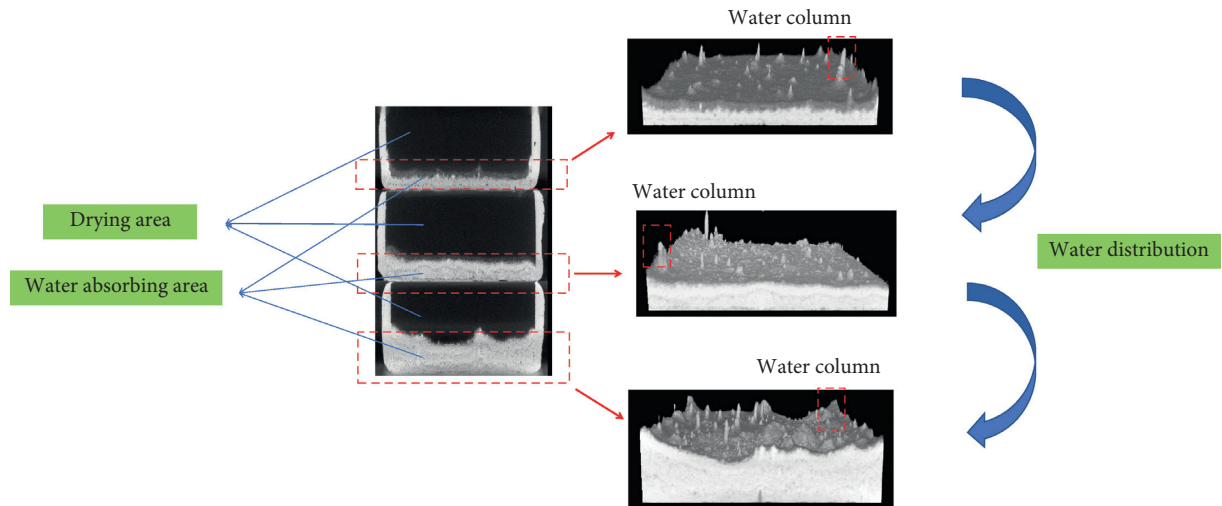 Water column
Water column
Drying area
Water absorbing area
Water distribution
Water column